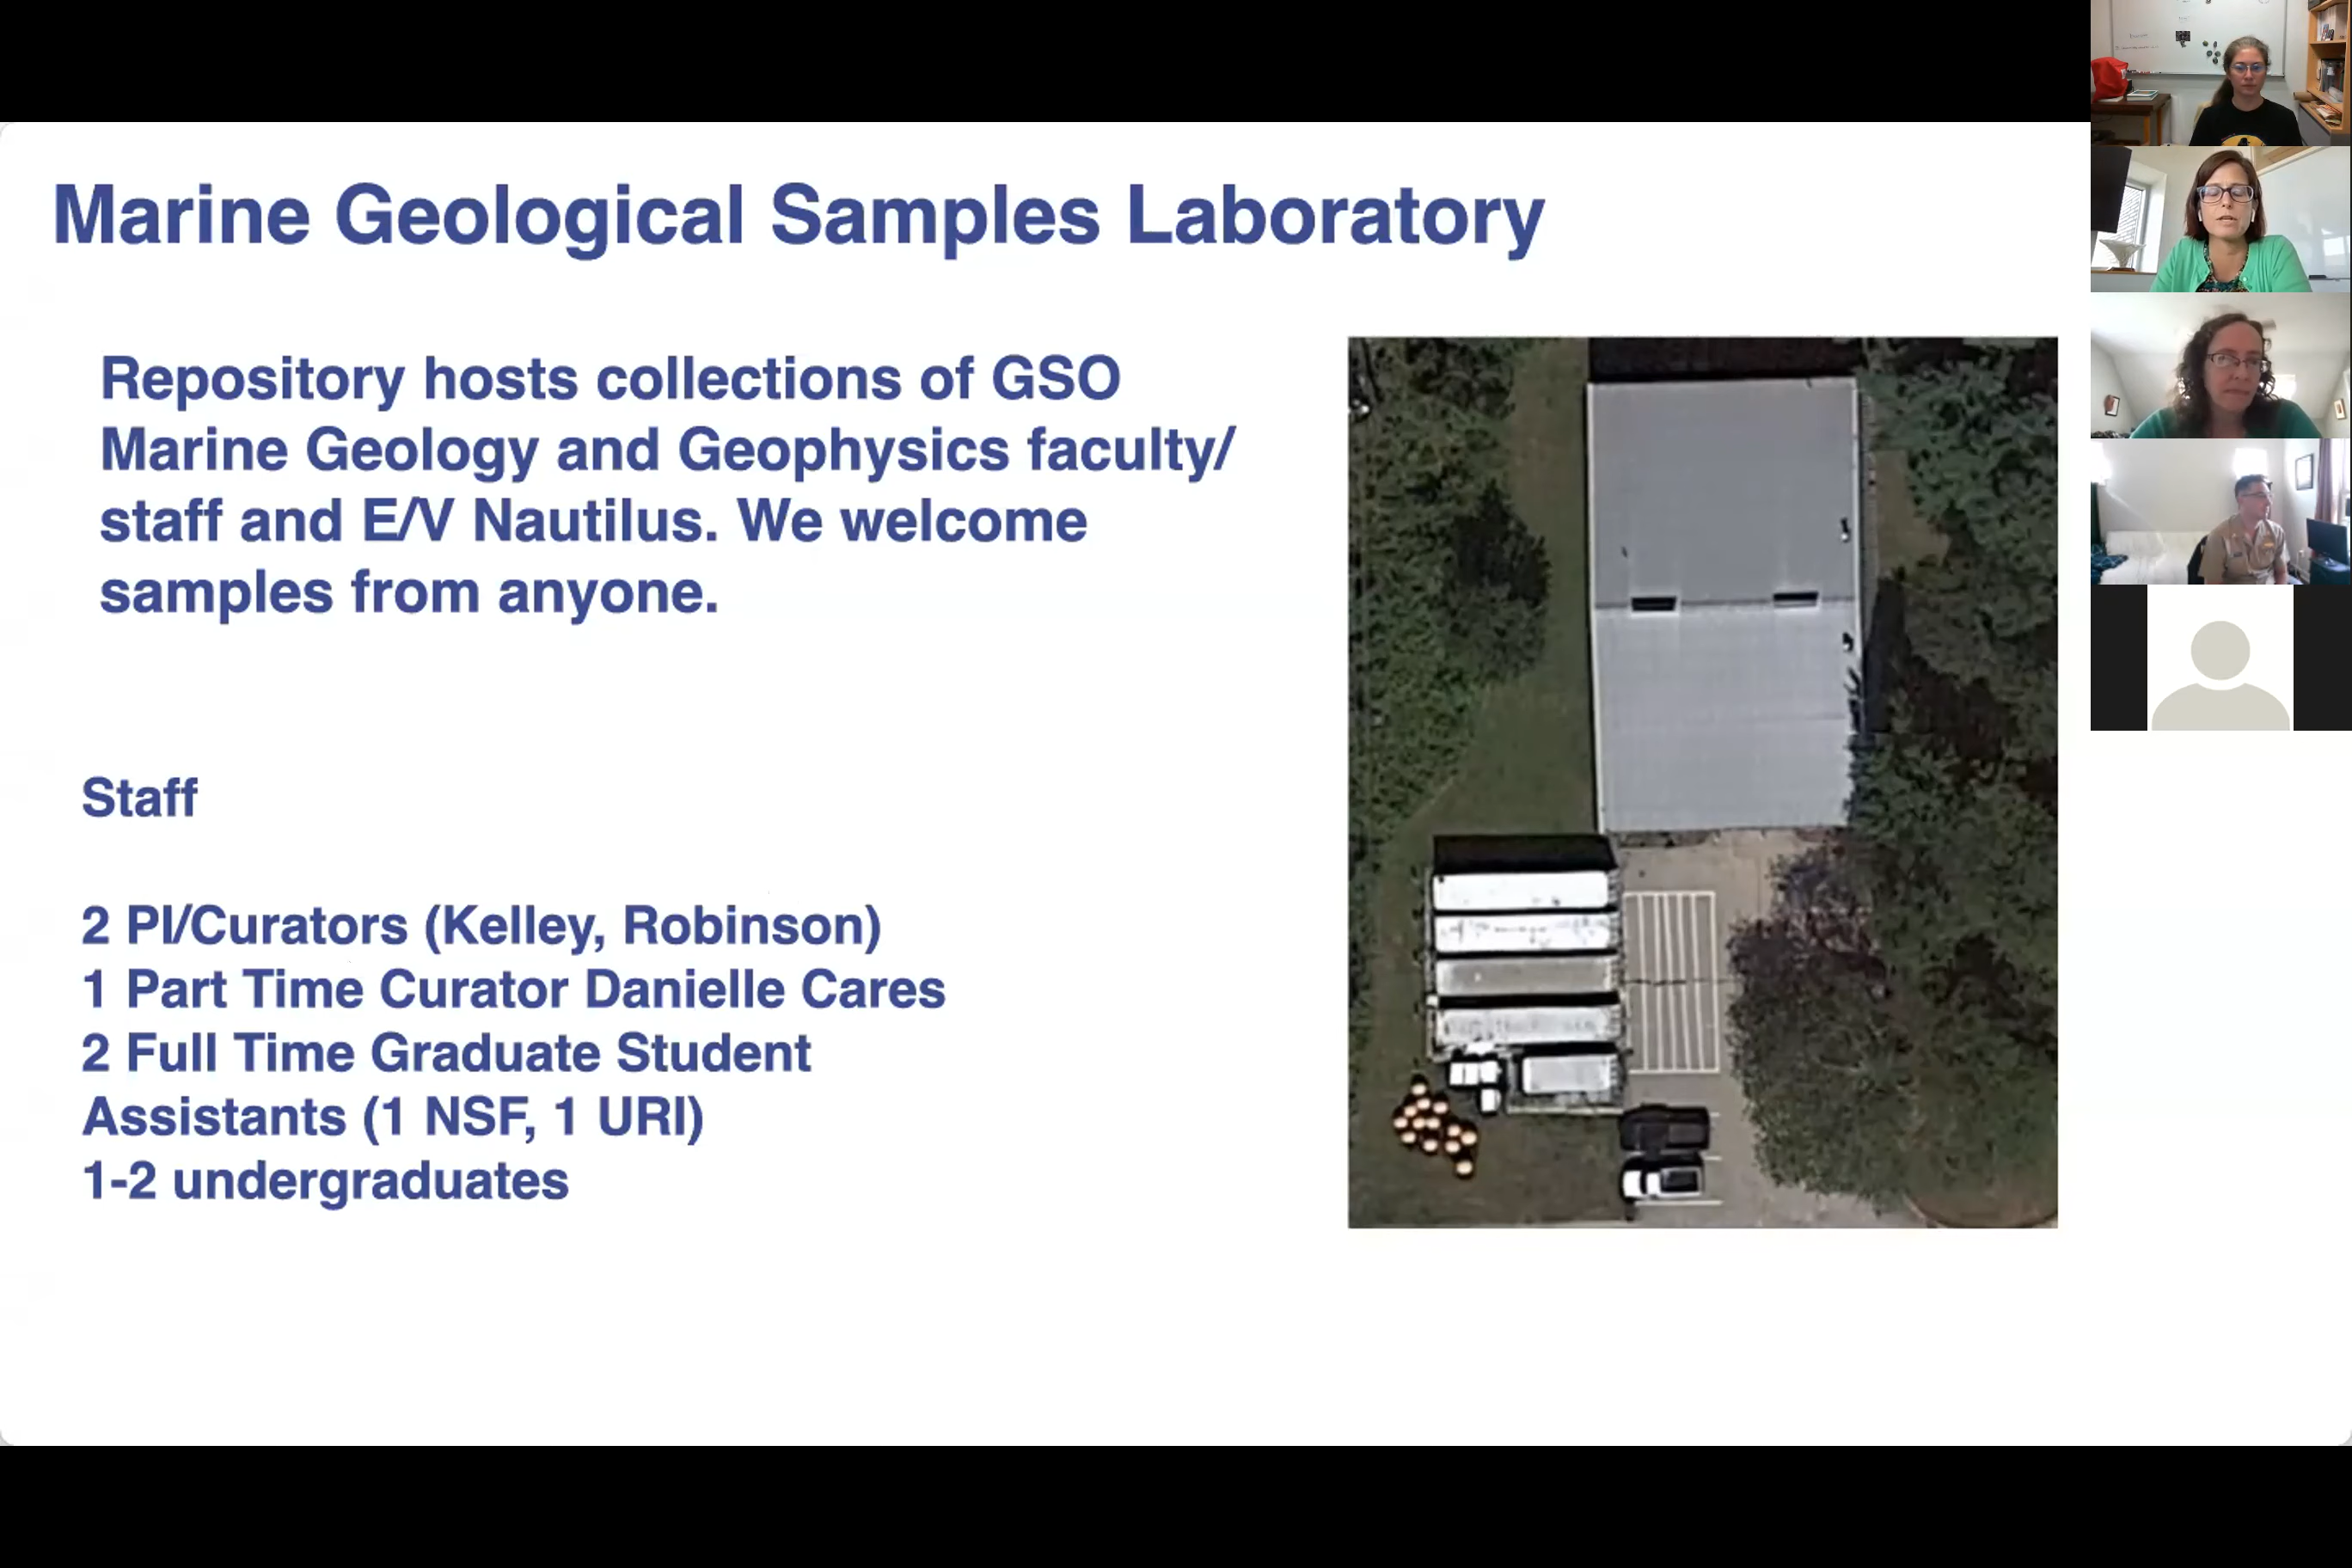 Marine Geological Samples Laboratory
Repository hosts collections of GSO
Marine Geology and Geophysics faculty/
staff and E/V Nautilus. We welcome
samples from anyone.
Staff
2 PI/Curators (Kelley, Robinson)
1 Part Time Curator Danielle Cares
2 Full Time Graduate Student
Assistants (1 NSF, 1 URI)
1-2 undergraduates